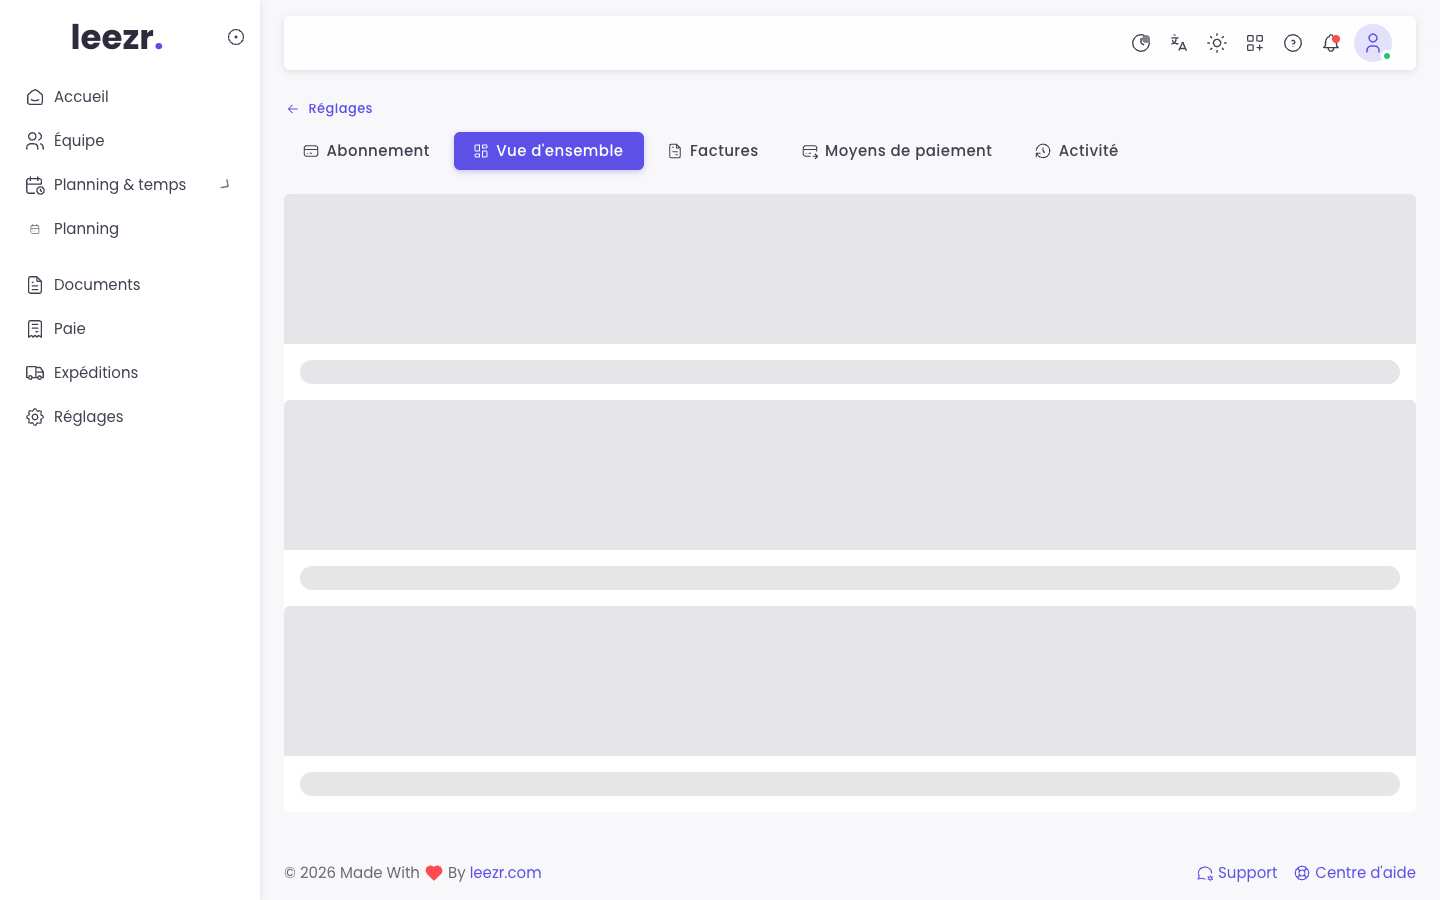 leezr.
Accueil
Équipe
Planning & temps
Planning
Documents
Paie
Expéditions
Réglages
Réglages
Abonnement
Vue d'ensemble
Factures
Moyens de paiement
Activité
© 2026 Made With By leezr.com
Support
Centre d'aide